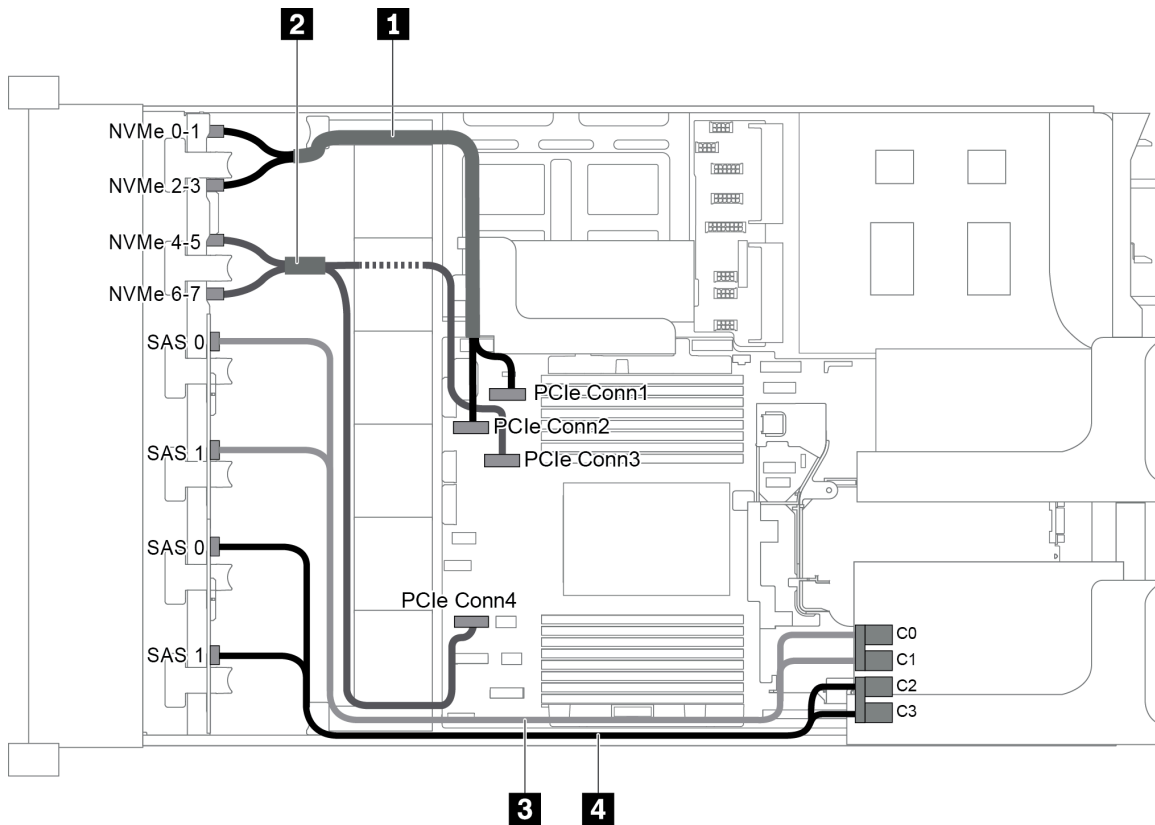 2
1
NVMe 0-1
NVMe 2-3
NVMe 4-5
NVMe 6-7
SAS 0
PCIe Conn1
PCIe Conn2
SAS 1
PCIe Conn3
SAS 0
PCIe Conn4
C0
SAS 1
C1
C2
C3
3
4